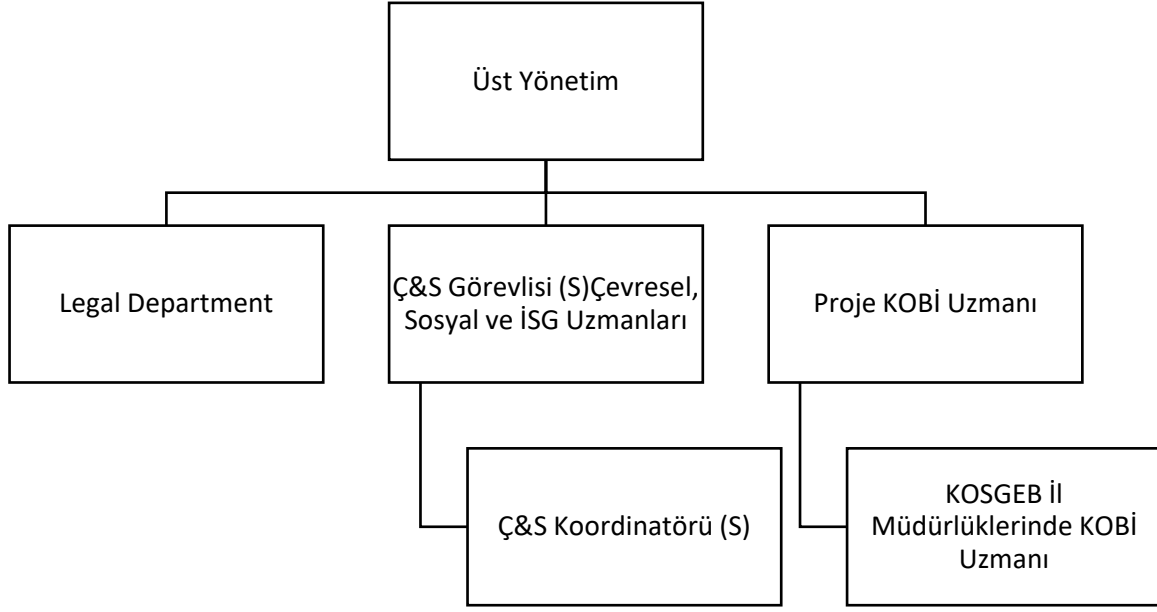 Üst Yönetim
Legal Department
Ç&S Görevlisi (S)Çevresel,
Sosyal ve İSG Uzmanları
Proje KOBİ Uzmanı
Ç&S Koordinatörü (S)
KOSGEB İl
Müdürlüklerinde KOBİ
Uzmanı